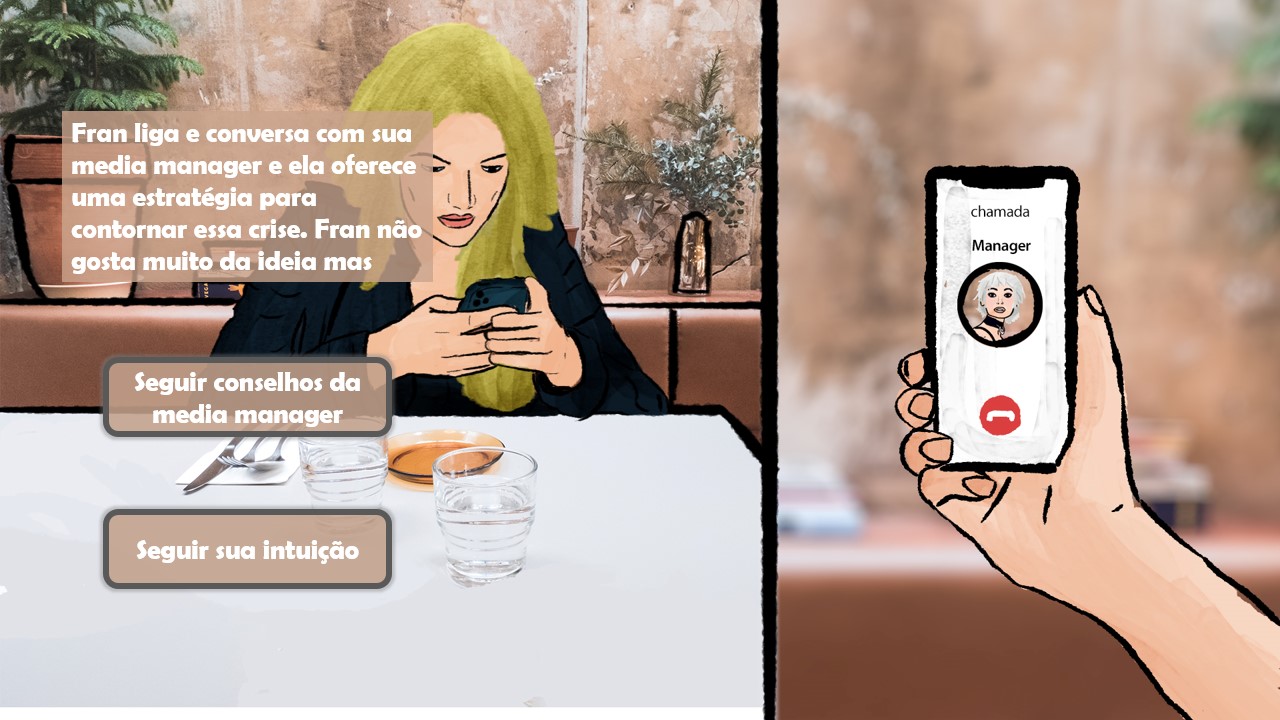 Fran liga e conversa com sua
media manager e ela oferece
uma estratégia para
contornar essa crise. Fran não
gosta muito da ideia mas
Seguir conselhos da
media manager
Seguir sua intuição
chamada
Manager